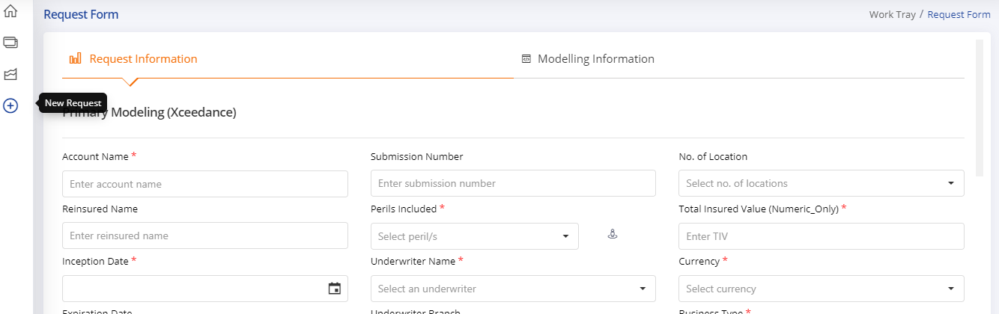 Request Form
Work Tray / Request Form
Request Information
Modelling Information
New Request
Primary Modeling (Xceedance)
Account Name *
Submission Number
No. of Location
Enter account name
Enter submission number
Select no. of locations
Reinsured Name
Perils Included *
Total Insured Value (Numeric_Only) *
Enter reinsured name
Select peril/s
Enter TIV
Inception Date *
Underwriter Name *
Currency *
Select an underwriter
Select currency
Expiration Date
Underwriter Branch
Business Type *